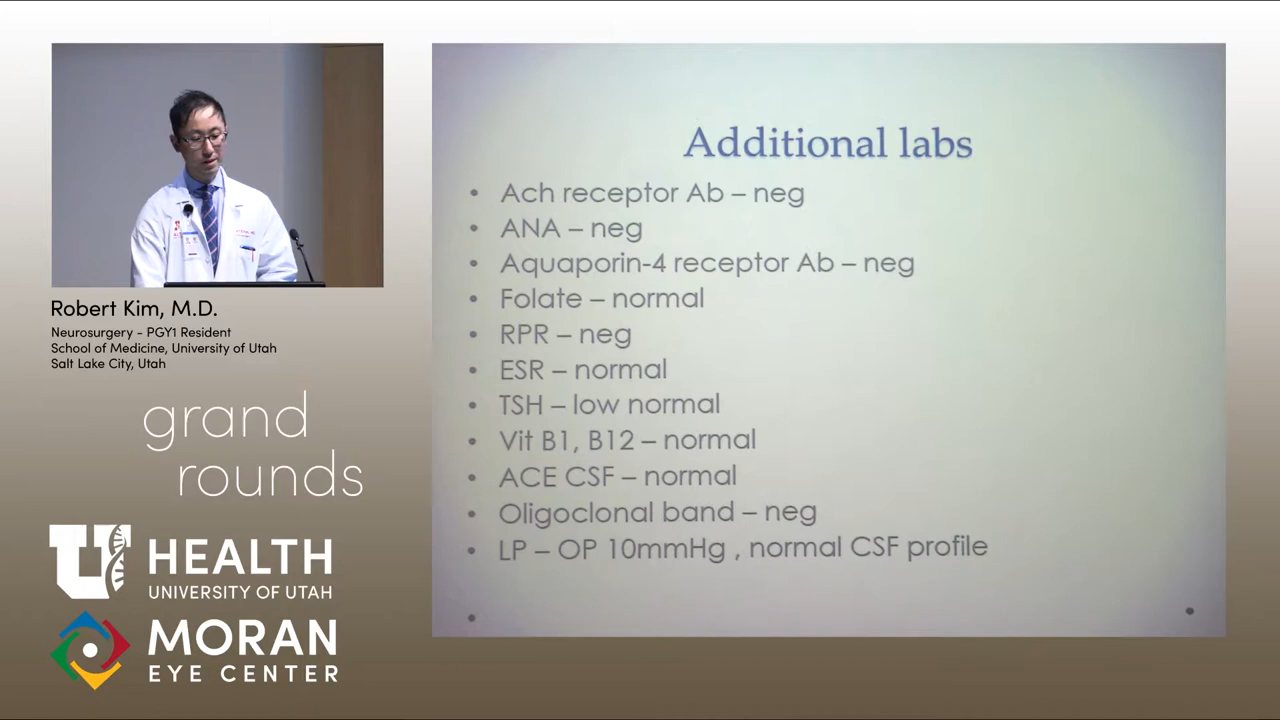 Additional labs
• Ach receptor Ab – neg
• ANA – neg
• Aquaporin-4 receptor Ab – neg
• Folate – normal
• RPR – neg
• ESR – normal
• TSH – low normal
• Vit B1, B12 – normal
• ACE CSF – normal
• Oligoclonal band – neg
• LP – OP 10mmHg , normal CSF profile
Robert Kim, M.D.
Neurosurgery - PGY1 Resident
School of Medicine, University of Utah
Salt Lake City, Utah
grand
rounds
U HEALTH
UNIVERSITY OF UTAH
MORAN
EYE CENTER